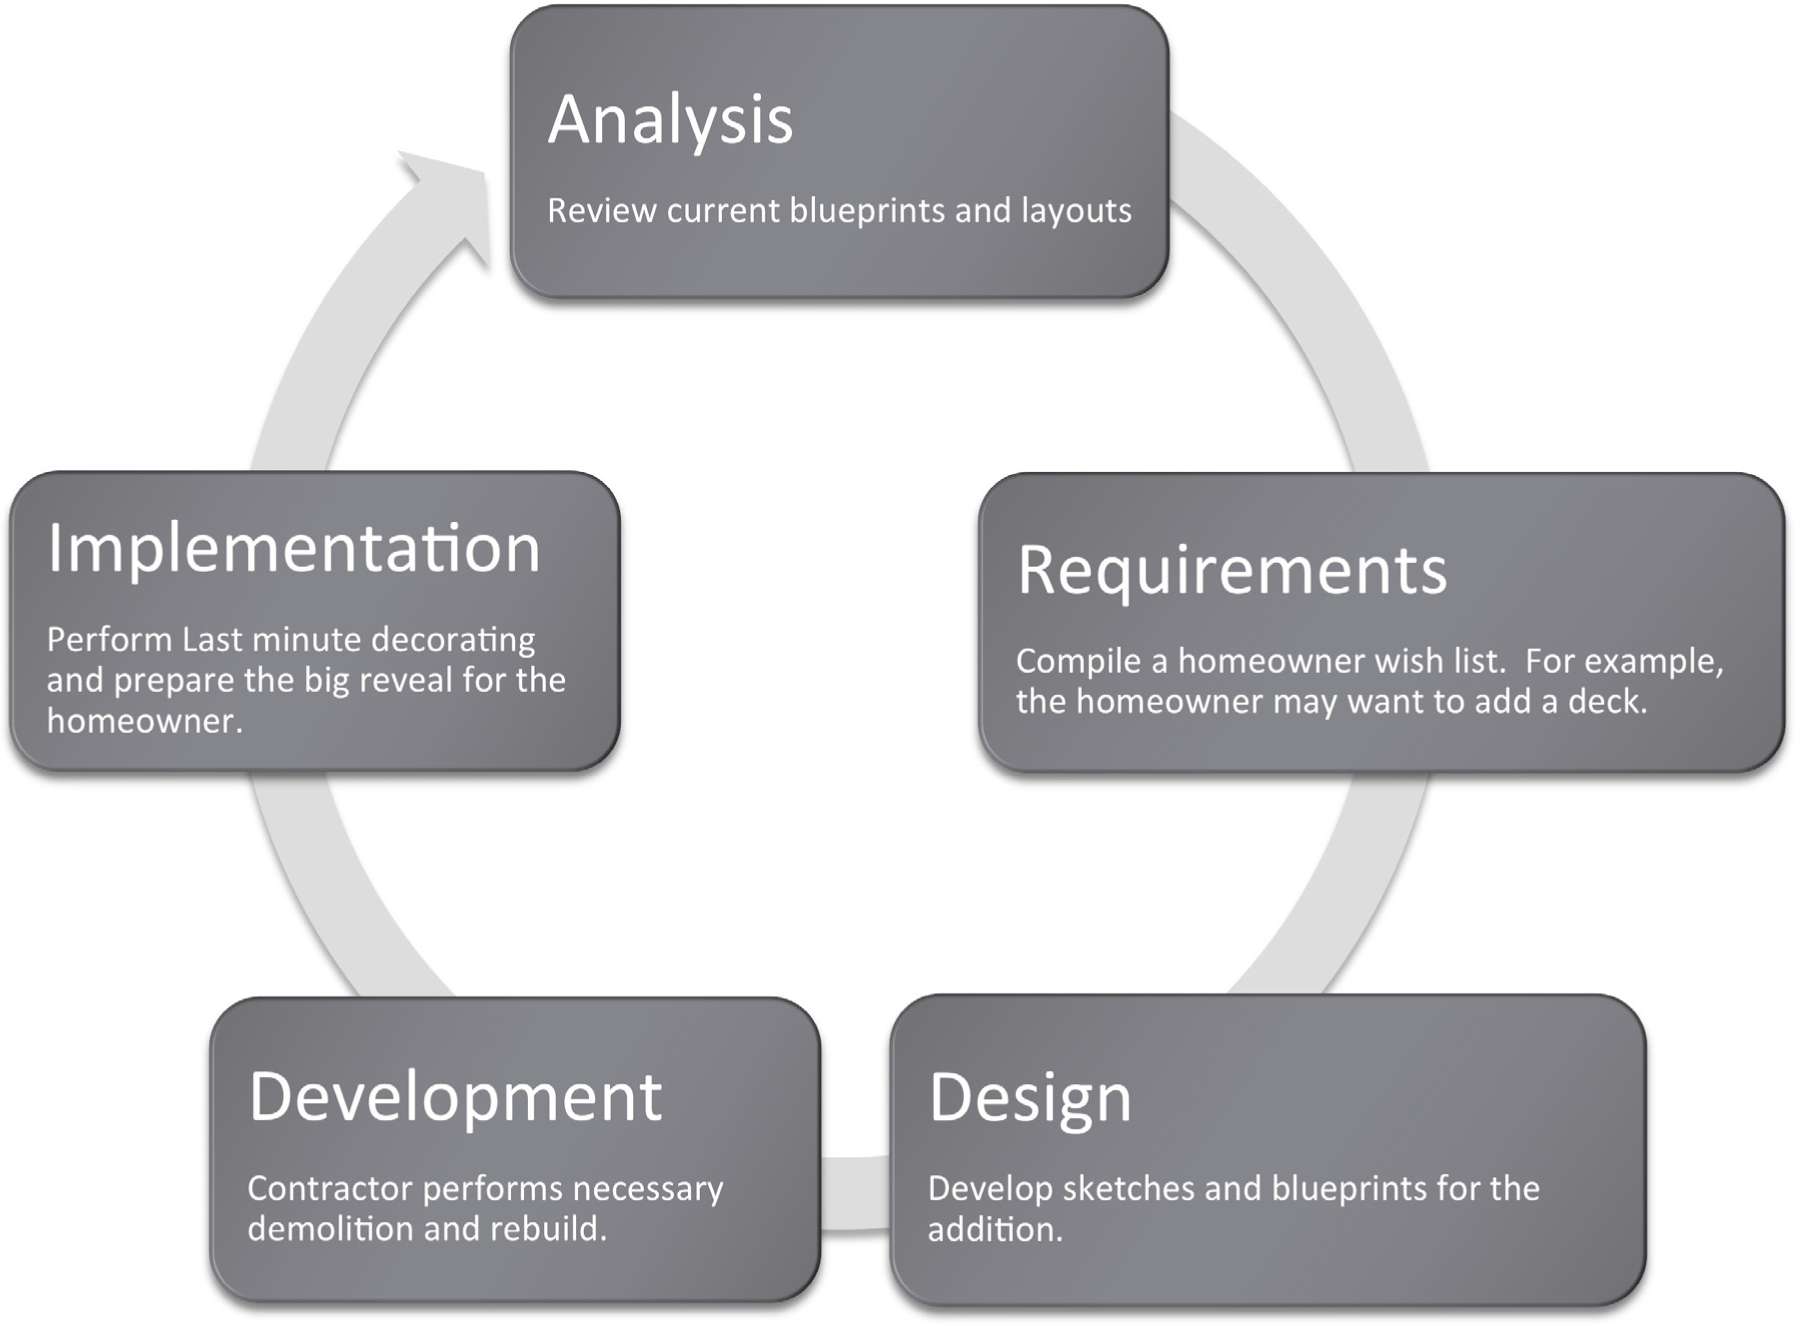 Analysis
Review current blueprints and layouts
Requirements
Compile a homeowner wish list.  For example,
the homeowner may want to add a deck.
Design
Develop sketches and blueprints for the
addition.
Development
Contractor performs necessary
demolition and rebuild.
Implementation
Perform Last minute decorating
and prepare the big reveal for the
homeowner.